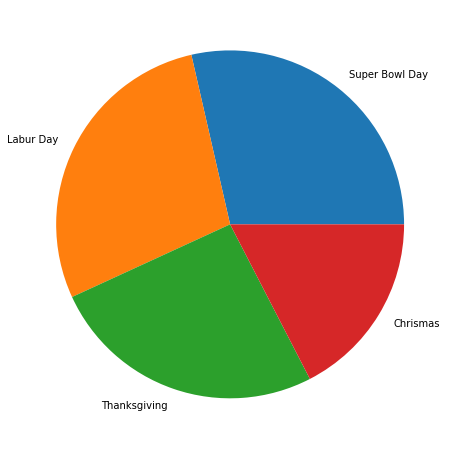 Super Bowl Day
Labur Day
Chrismas
Thanksgiving